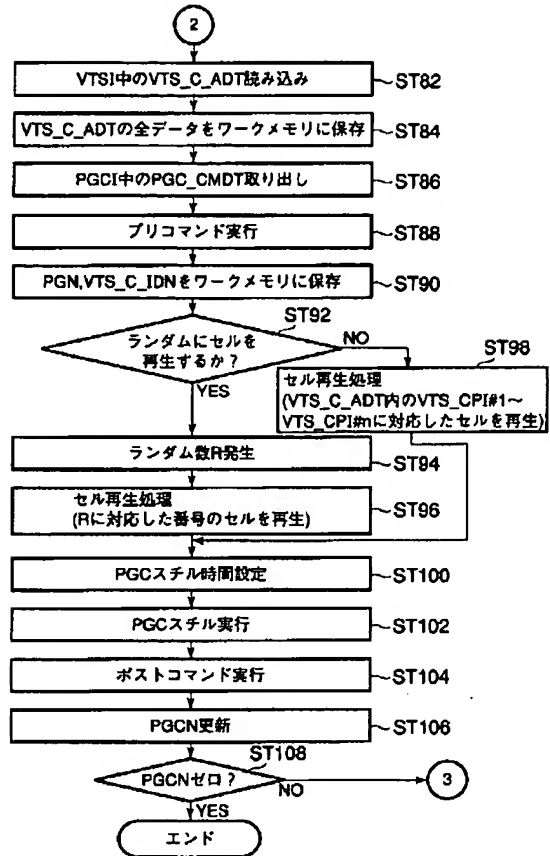 2
VTSI中のVTS_C_ADT読み込み
ST82
VTS_C_ADTの全データをワークメモリに保存
ST84
PGCI中のPGC_CMDT取り出し
ST86
プリコマンド実行
ST88
PGN,VTS_C_IDNをワークメモリに保存
ST90
ST92
ランダムにセルを
再生するか?
NO
YES
ST98
セル再生処理
(VTS_C_ADT内のVTS_CPI#1〜
VTS_CPI#nに対応したセルを再生)
ランダム数R発生
ST94
セル再生処理
(Rに対応した番号のセルを再生)
ST96
PGCスチル時間設定
ST100
PGCスチル実行
ST102
ポストコマンド実行
ST104
PGCN更新
ST106
ST108
PGCNゼロ?
NO
3
YES
エンド